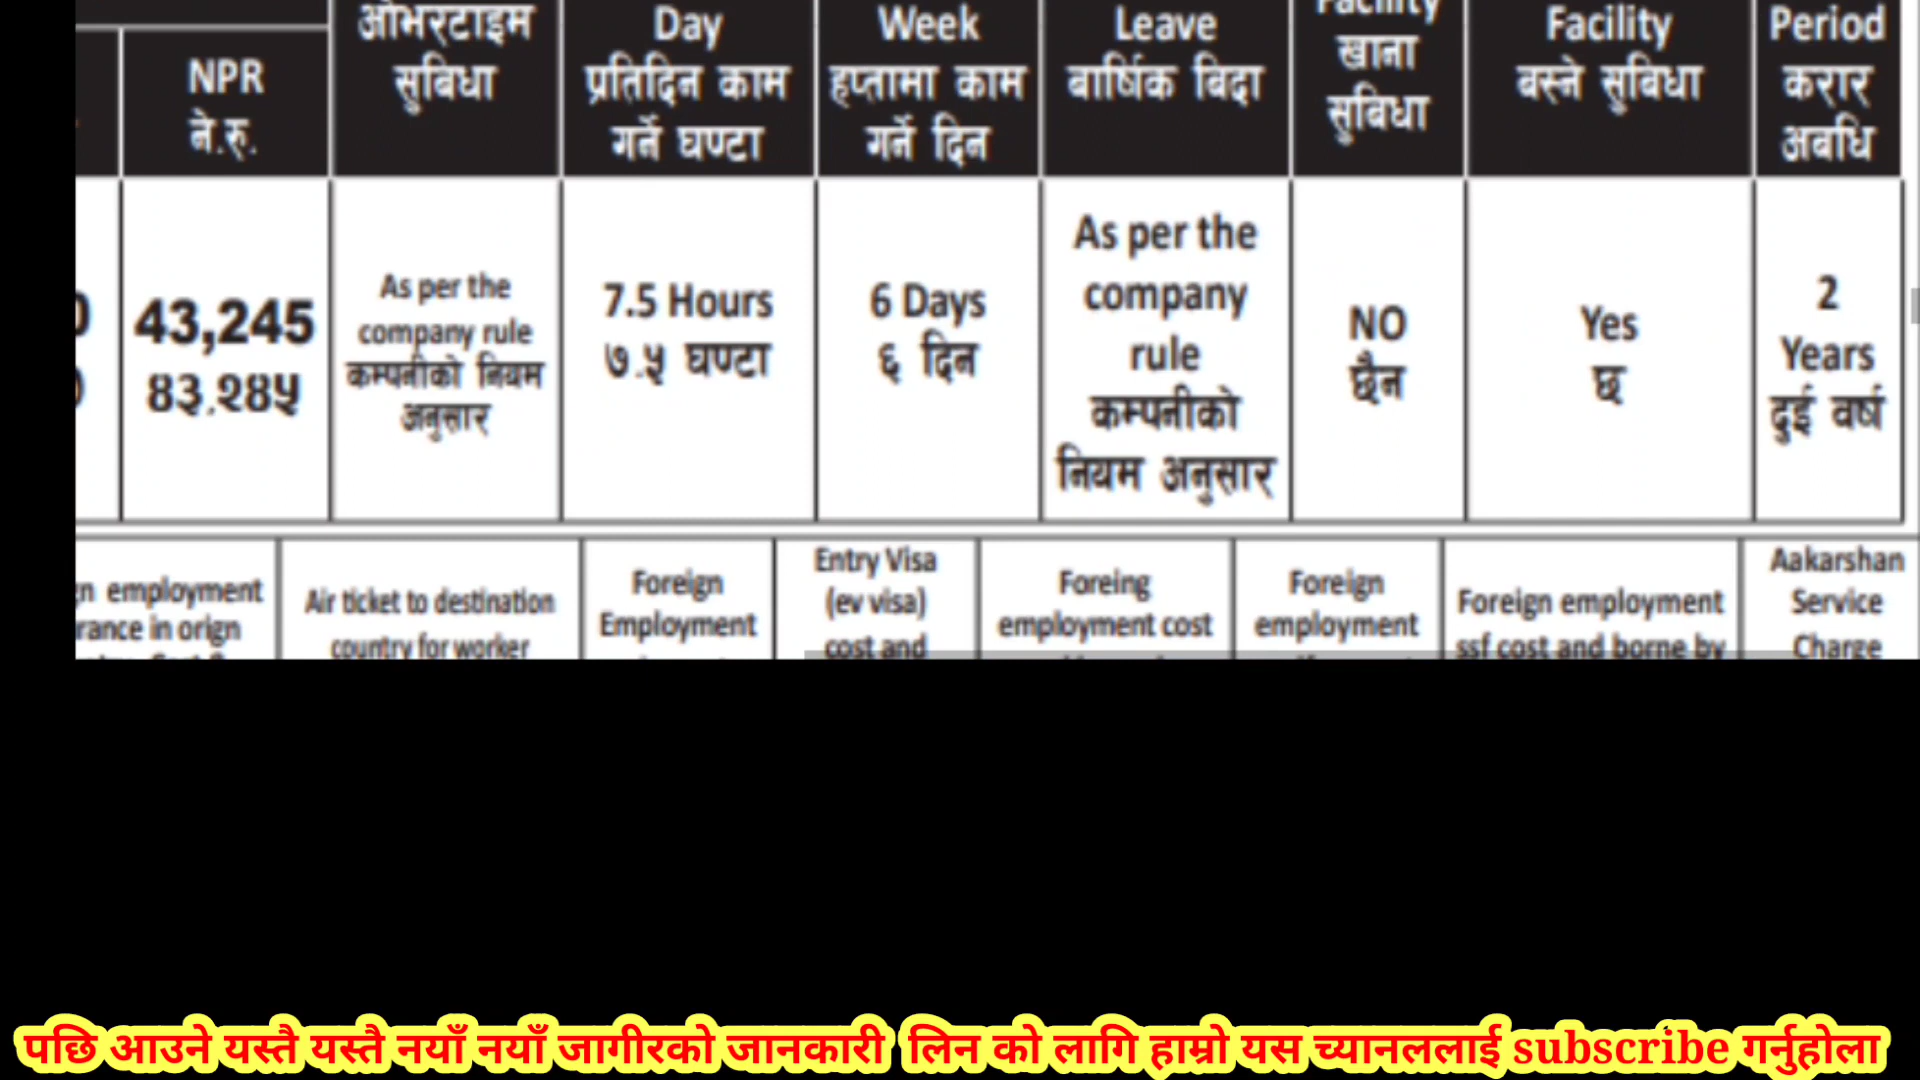 NPR
ने.रु.
ओभरटाइम
सुबिधा
Day
प्रतिदिन काम
गर्ने घण्टा
Week
हप्तामा काम
गर्ने दिन
Leave
बार्षिक बिदा
Facility
खाना
सुबिधा
Facility
बस्ने सुबिधा
Period
करार
अबधि
43,245
४३.२४५
As per the
company rule
कम्पनीको नियम
अनुसार
7.5 Hours
७.५ घण्टा
6 Days
६ दिन
As per the
company
rule
कम्पनीको
नियम अनुसार
NO
छैन
Yes
छ
2
Years
दुई वर्ष
employment
in orign
Air ticket to destination
country for worker
Foreign
Employment
Entry Visa
(ev visa)
cost and
Foreing
employment cost
Foreign
employment
Foreign employment
ssf cost and borne by
Aakarshan
Service
Charge
पछि आउने यस्तै यस्तै नयाँ नयाँ जागीरको जानकारी लिन को लागि हाम्रो यस च्यानललाई subscribe गर्नुहोला